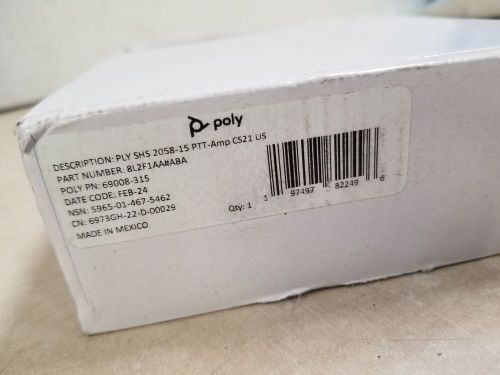 poly
DESCRIPTION: PLY SHS 2058-15 PTT-Amp CS21 US
PART NUMBER: 8L2F1AA#ABA
POLY PN: 69008-315
DATE CODE: FEB-24
NSN: 5965-01-467-5462
CN: 6973GH-22-D-00029
MADE IN MEXICO
Qty: 1
1 97497 82249 6